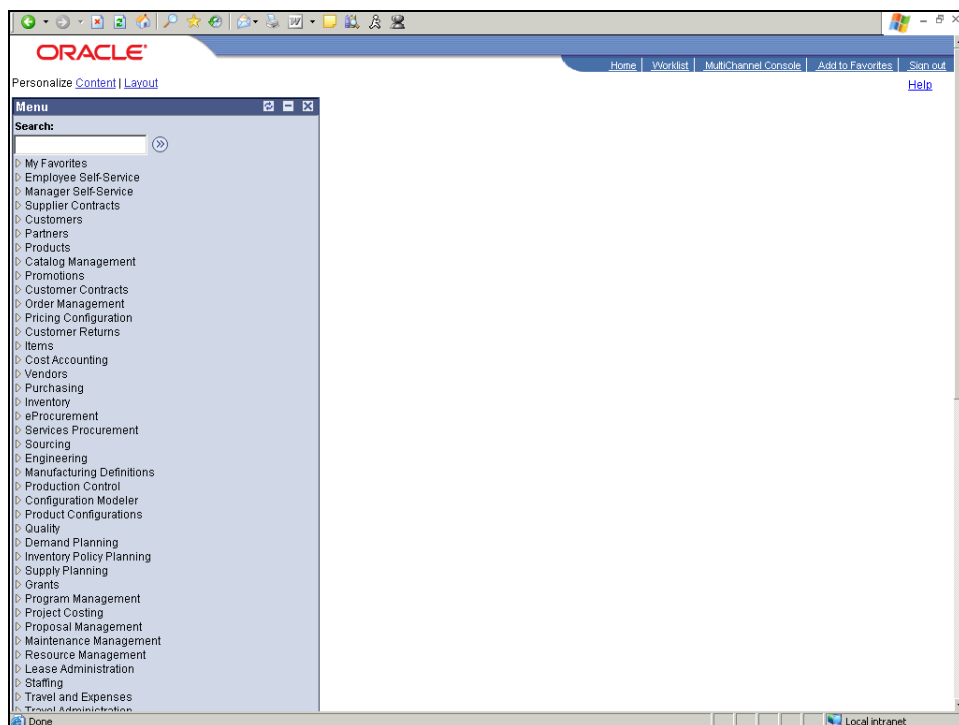 ORACLE'
Home | Worklist | MultiChannel Console | Add to Favorites | Sign out
Personalize Content | Layout
Help
Menu
Search:
My Favorites
Employee Self-Service
Manager Self-Service
Supplier Contracts
Customers
Partners
Products
Catalog Management
Promotions
Customer Contracts
Order Management
Pricing Configuration
Customer Returns
Items
Cost Accounting
Vendors
Purchasing
Inventory
eProcurement
Services Procurement
Sourcing
Engineering
Manufacturing Definitions
Production Control
Configuration Modeler
Product Configurations
Quality
Demand Planning
Inventory Policy Planning
Supply Planning
Grants
Program Management
Project Costing
Proposal Management
Maintenance Management
Resource Management
Lease Administration
Staffing
Travel and Expenses
Travel Administration
Done
Local intranet